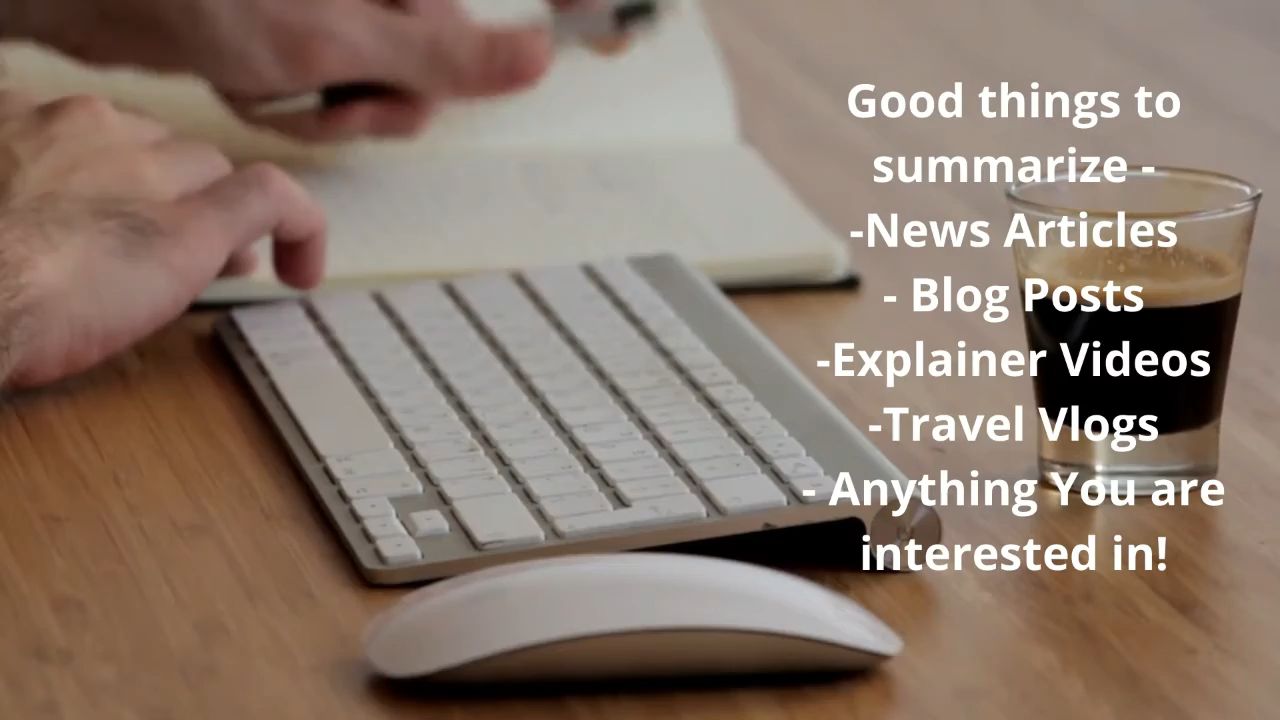 Good things to
summarize -
-News Articles
- Blog Posts
-Explainer Videos
-Travel Vlogs
- Anything You are
interested in!